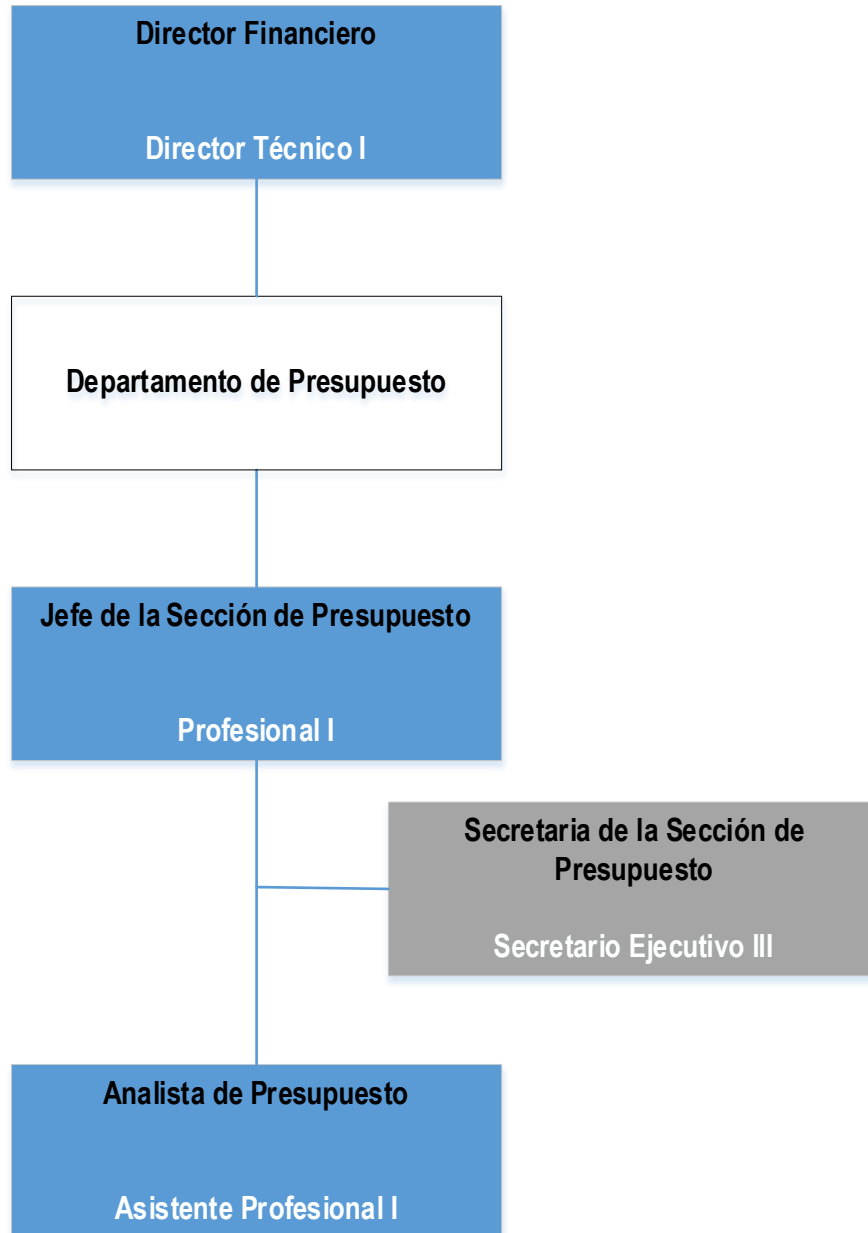 Director Financiero
Director Técnico I
Departamento de Presupuesto
Jefe de la Sección de Presupuesto
Profesional I
Secretaria de la Sección de
Presupuesto
Secretario Ejecutivo III
Analista de Presupuesto
Asistente Profesional I